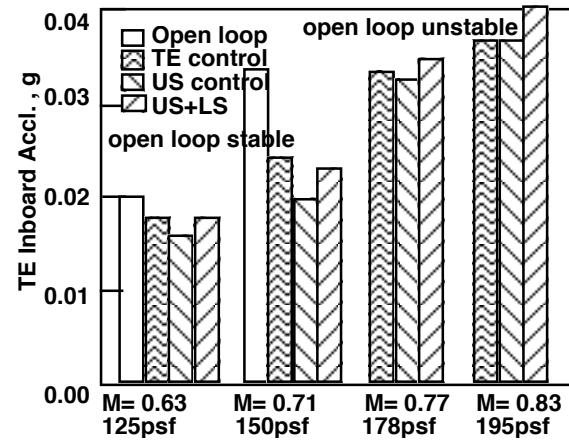 0.04
0.03
0.02
0.01
0.00
TE Inboard Accl., g
Open loop
TE control
US control
US+LS
open loop stable
open loop unstable
M= 0.63
125psf
M= 0.71
150psf
M= 0.77
178psf
M= 0.83
195psf